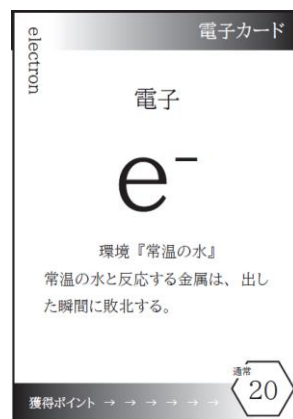 電子カード
electron
電子
e⁻
環境『常温の水』
常温の水と反応する金属は、出し
た瞬間に敗北する。
通常
獲得ポイント → → → → → → 20